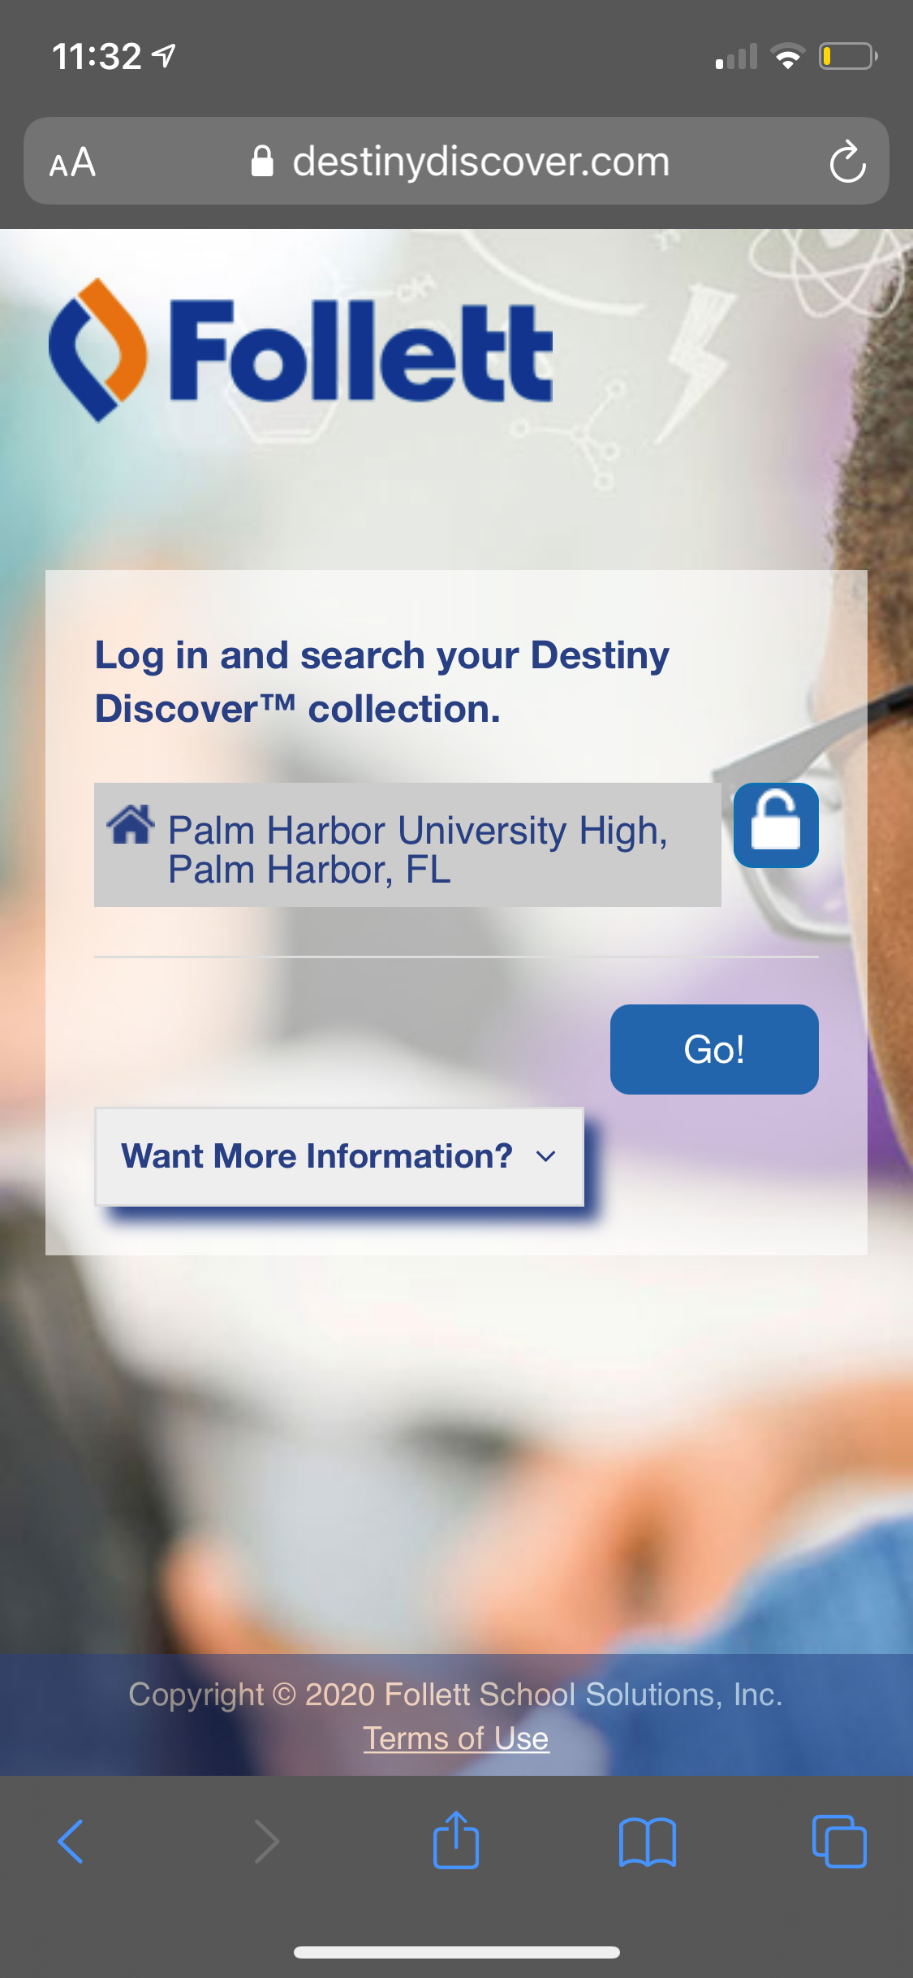 11:32
AA destinydiscover.com
Follett
Log in and search your Destiny
Discover™ collection.
Palm Harbor University High,
Palm Harbor, FL
Go!
Want More Information?
Copyright © 2020 Follett School Solutions, Inc.
Terms of Use